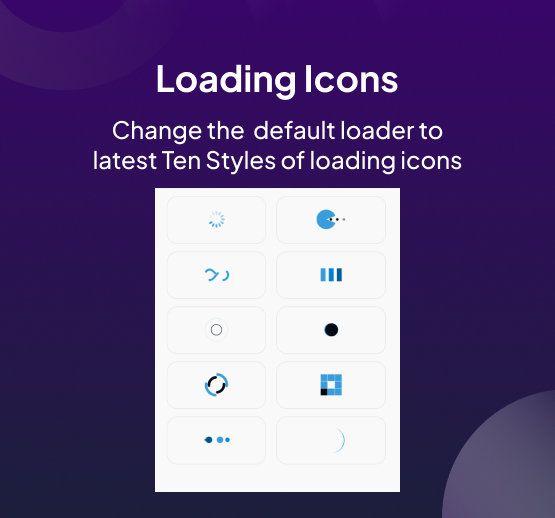 Loading Icons
Change the default loader to
latest Ten Styles of loading icons